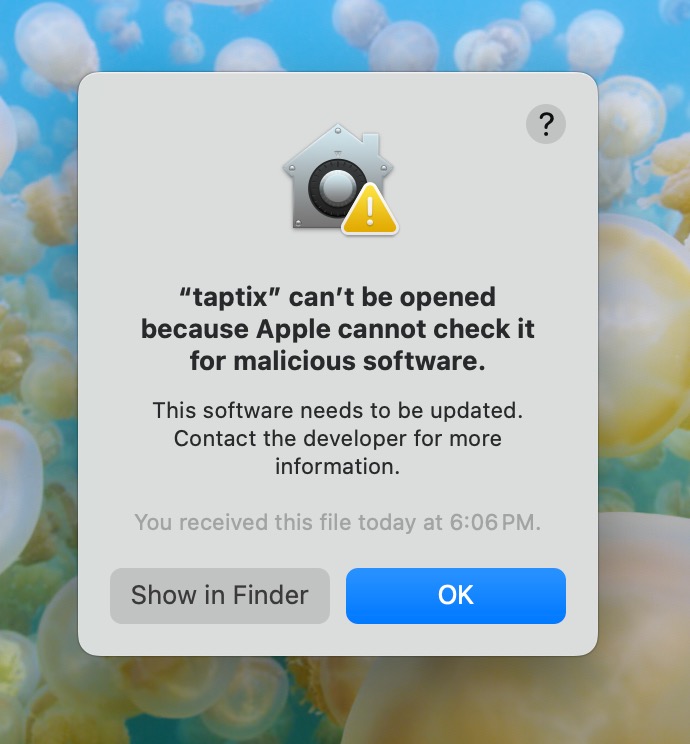 ?
“taptix” can’t be opened
because Apple cannot check it
for malicious software.
This software needs to be updated.
Contact the developer for more
information.
You received this file today at 6:06 PM.
Show in Finder
OK